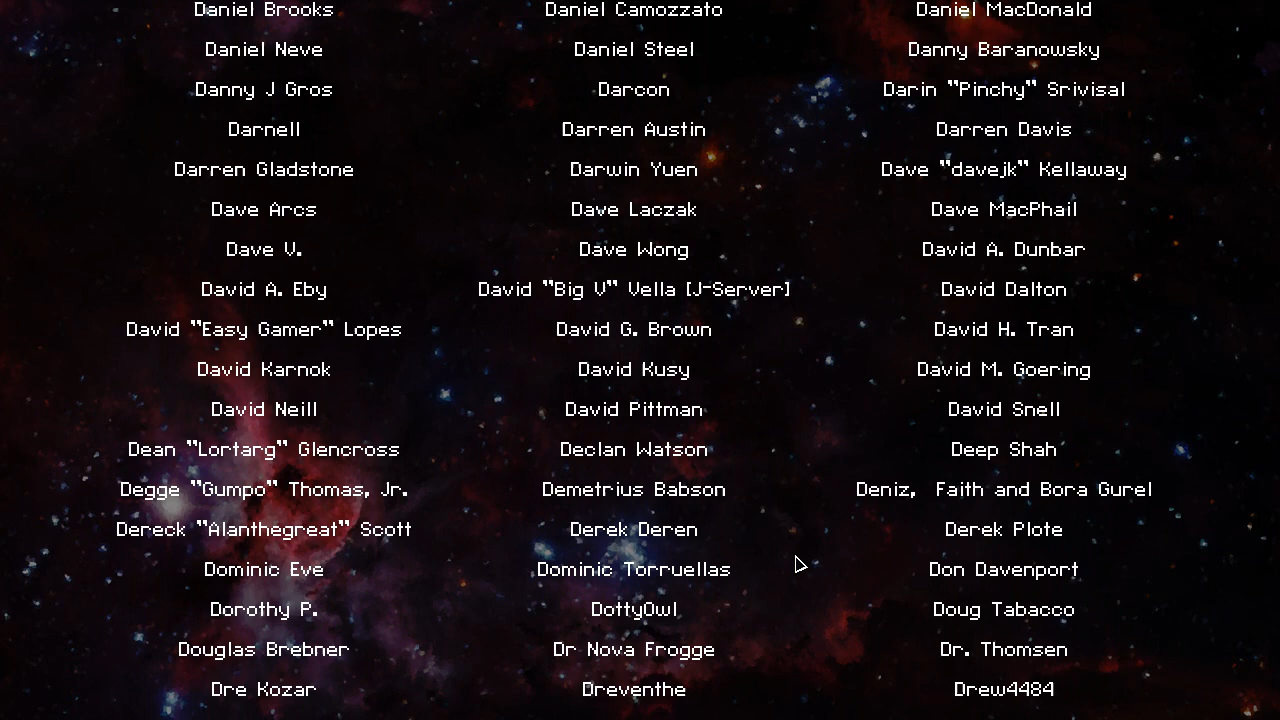 Daniel Brooks Daniel Camozzato Daniel MacDonald
Daniel Neve Daniel Steel Danny Baranowsky
Danny J Gros Darcon Darin "Pinchy" Srivisal
Darnell Darren Austin Darren Davis
Darren Gladstone Darwin Yuen Dave "davejk" Kellaway
Dave Arcs Dave Laczak Dave MacPhail
Dave V. Dave Wong David A. Dunbar
David A. Eby David "Big V" Vella [J-Server] David Dalton
David "Easy Gamer" Lopes David G. Brown David H. Tran
David Karnok David Kusy David M. Goering
David Neill David Pittman David Snell
Dean "Lortarg" Glencross Declan Watson Deep Shah
Degge "Gumpo" Thomas, Jr. Demetrius Babson Deniz,  Faith and Bora Gurel
Dereck "Alanthegreat" Scott Derek Deren Derek Plote
Dominic Eve Dominic Torruellas Don Davenport
Dorothy P. DottyOwl Doug Tabacco
Douglas Brebner Dr Nova Frogge Dr. Thomsen
Dre Kozar Dreventhe Drew4484